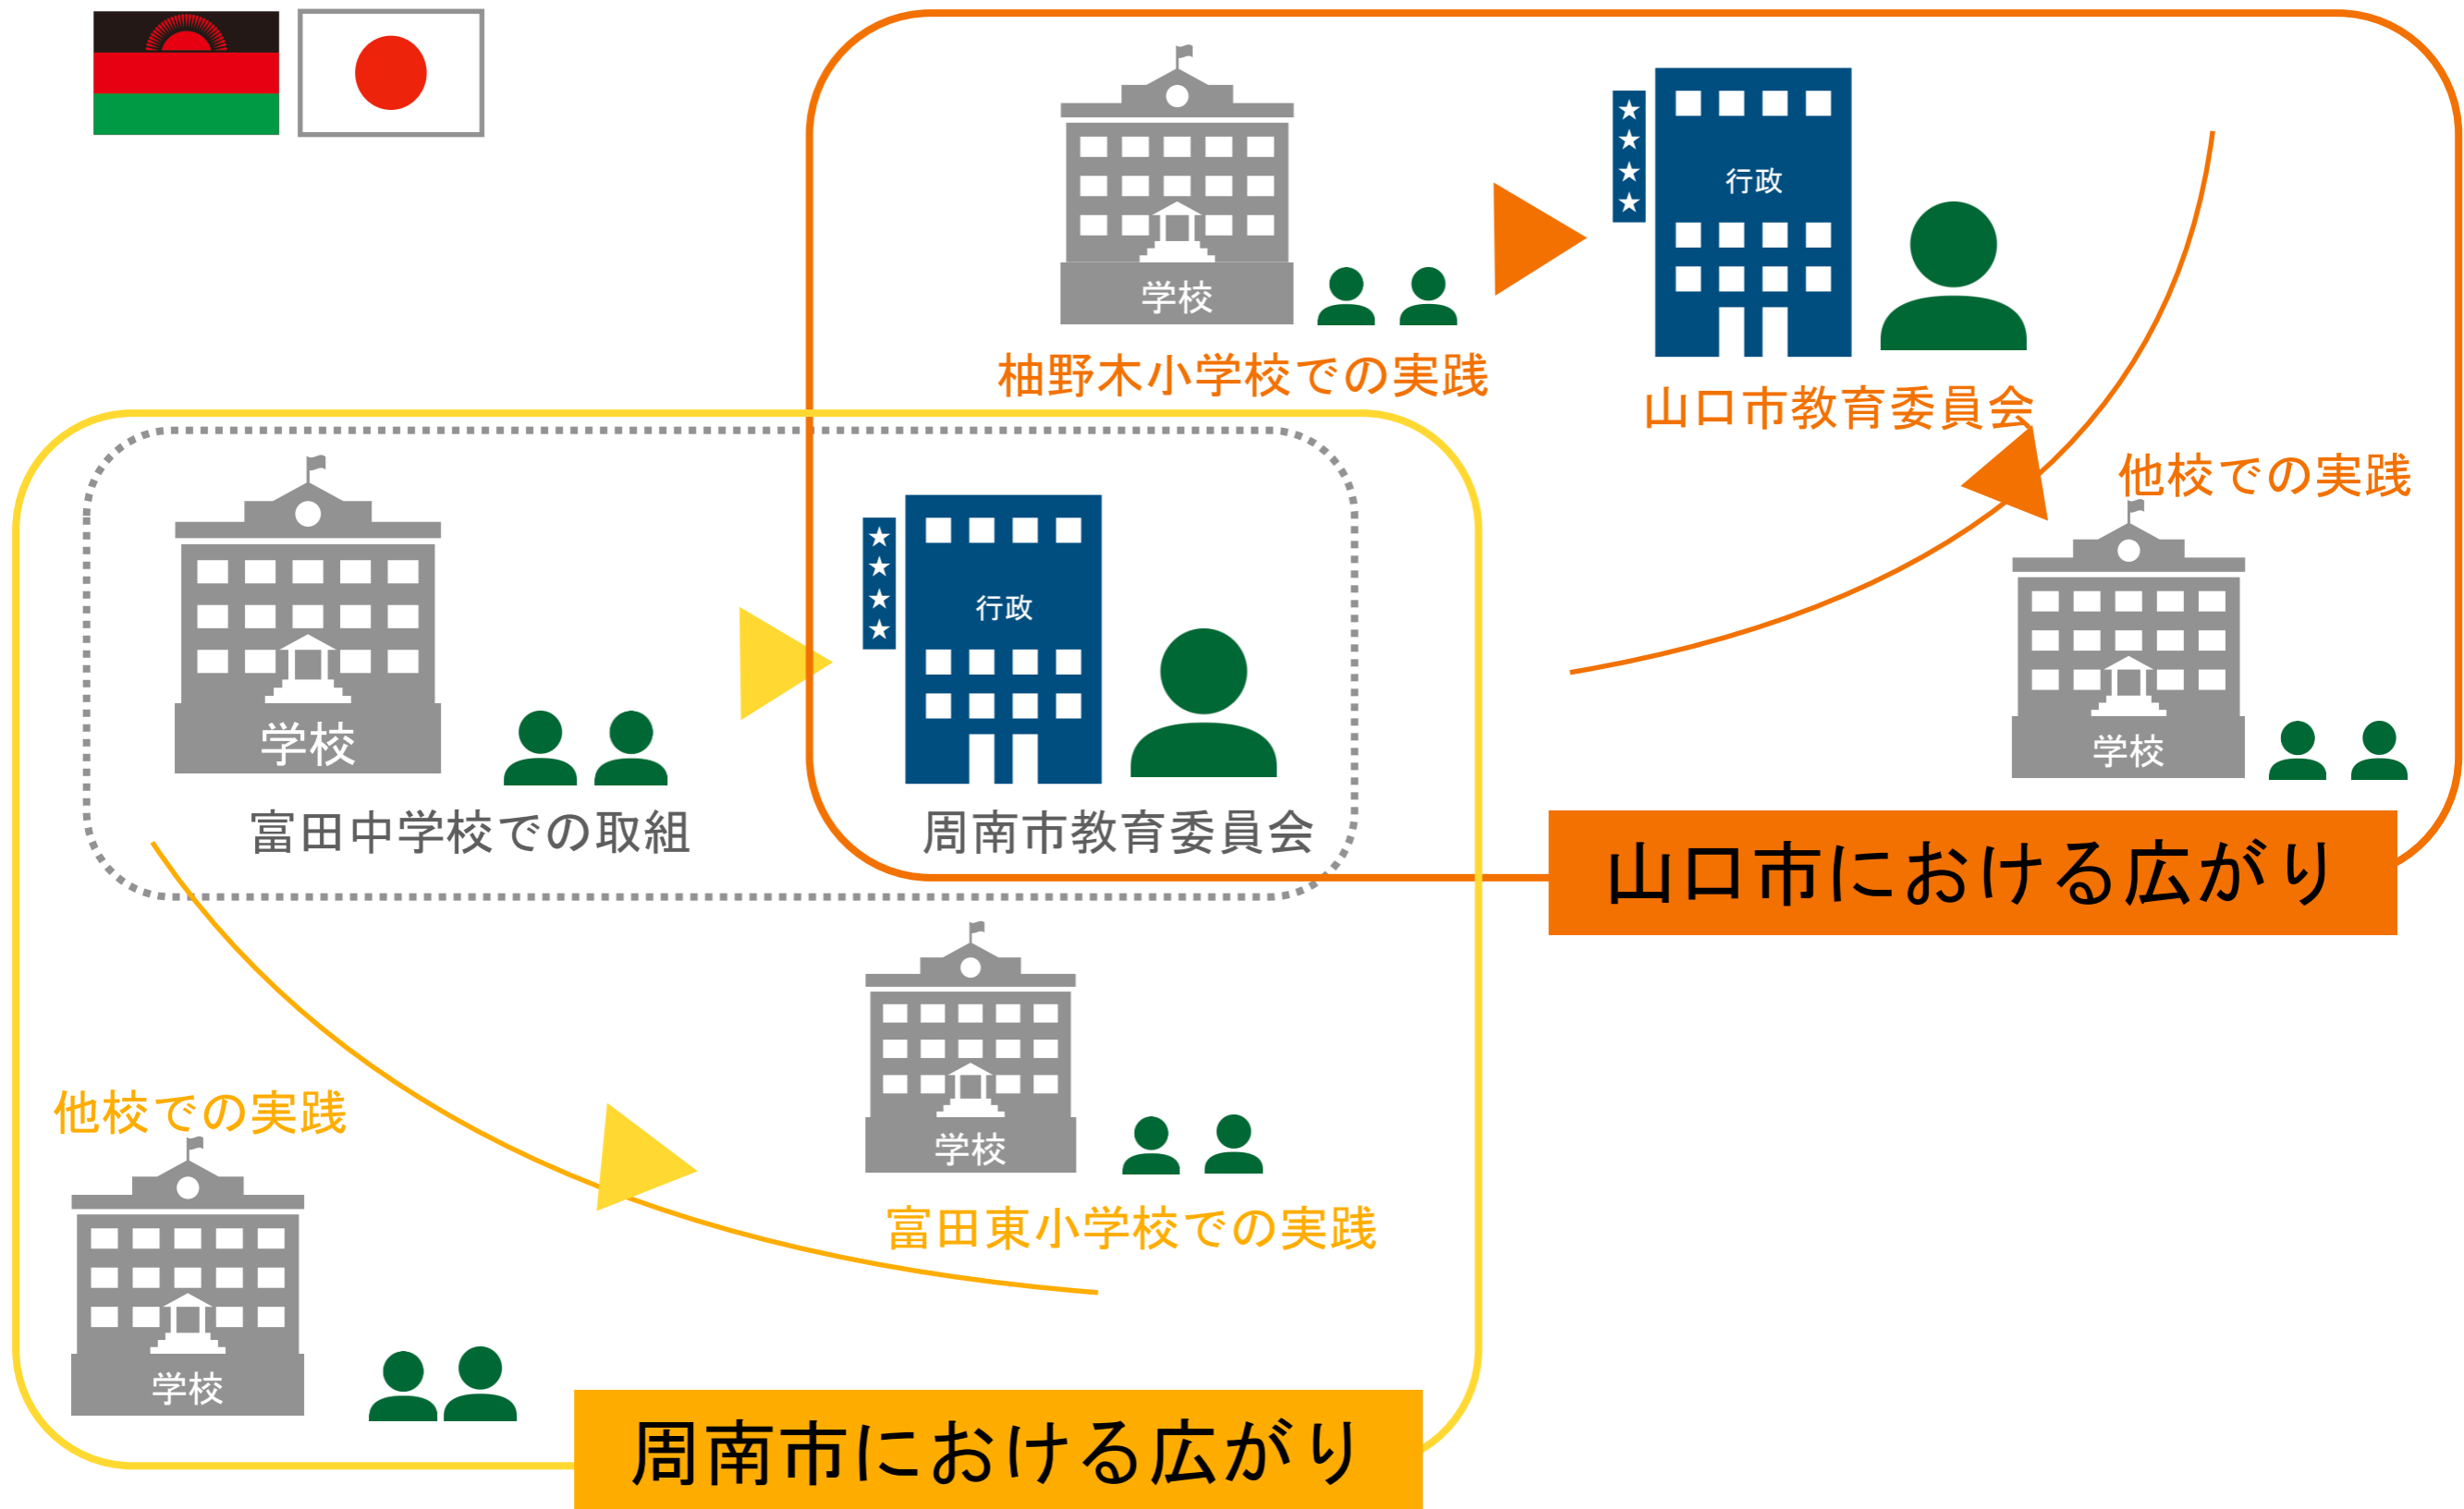 行政
学校
柚野木小学校での実践
山口市教育委員会
他校での実践
行政
学校
学校
富田中学校での取組
周南市教育委員会
山口市における広がり
他校での実践
学校
富田東小学校での実践
学校
周南市における広がり